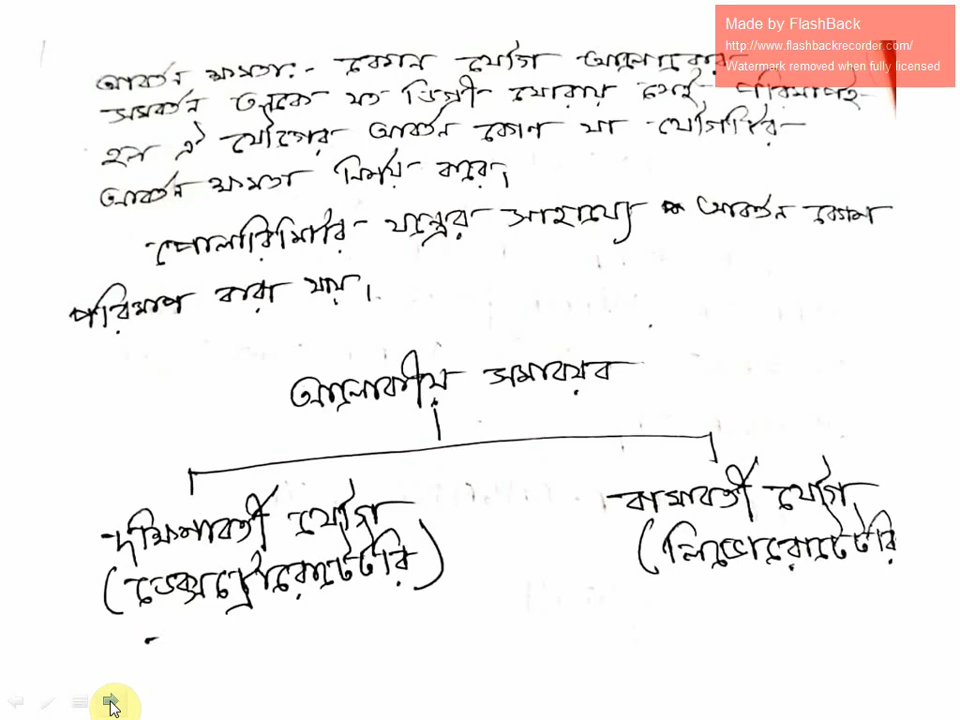 Made by FlashBack
http://www.flashbackrecorder.com/
Watermark removed when fully licensed
আবর্তন ক্ষমতা:- কোন যৌগ আলোকের
সমবর্তন তলকে যত ডিগ্রী ঘোরায় সেই পরিমাপই-
হল ঐ যৌগের আবর্তন কোণ যা যৌগটির-
আবর্তন ক্ষমতা নির্ণয় করে।
পোলারিমিটার যন্ত্রের সাহায্যে আবর্তন কোণ
পরিমাপ করা যায়।
আলোকীয় সমাবয়ব
দক্ষিণাবর্তী যৌগ
(ডেক্সট্রোরোটেটরি)
বামাবর্তী যৌগ
(লিভোরোটেটরি